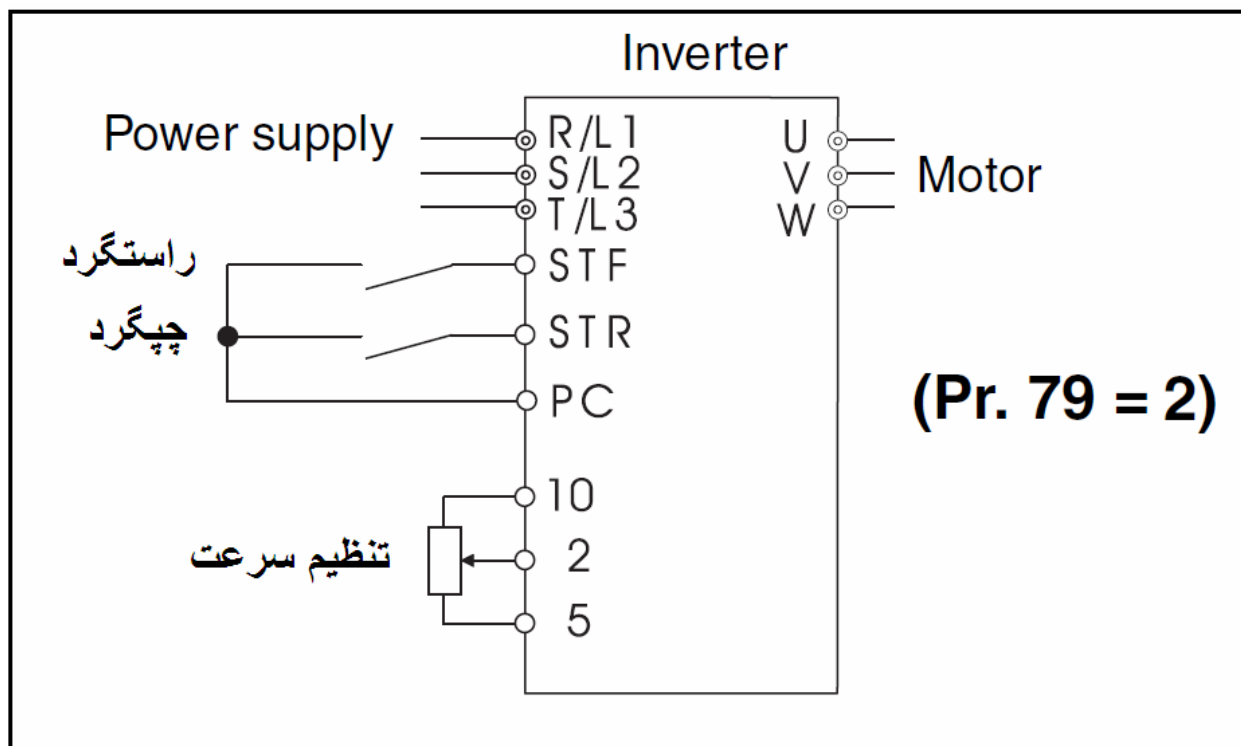 Inverter
Power supply
R/L1
S/L2
T/L3
U
V
W
Motor
راستگرد
STF
چپگرد
STR
PC
(Pr. 79 = 2)
10
تنظیم سرعت
2
5